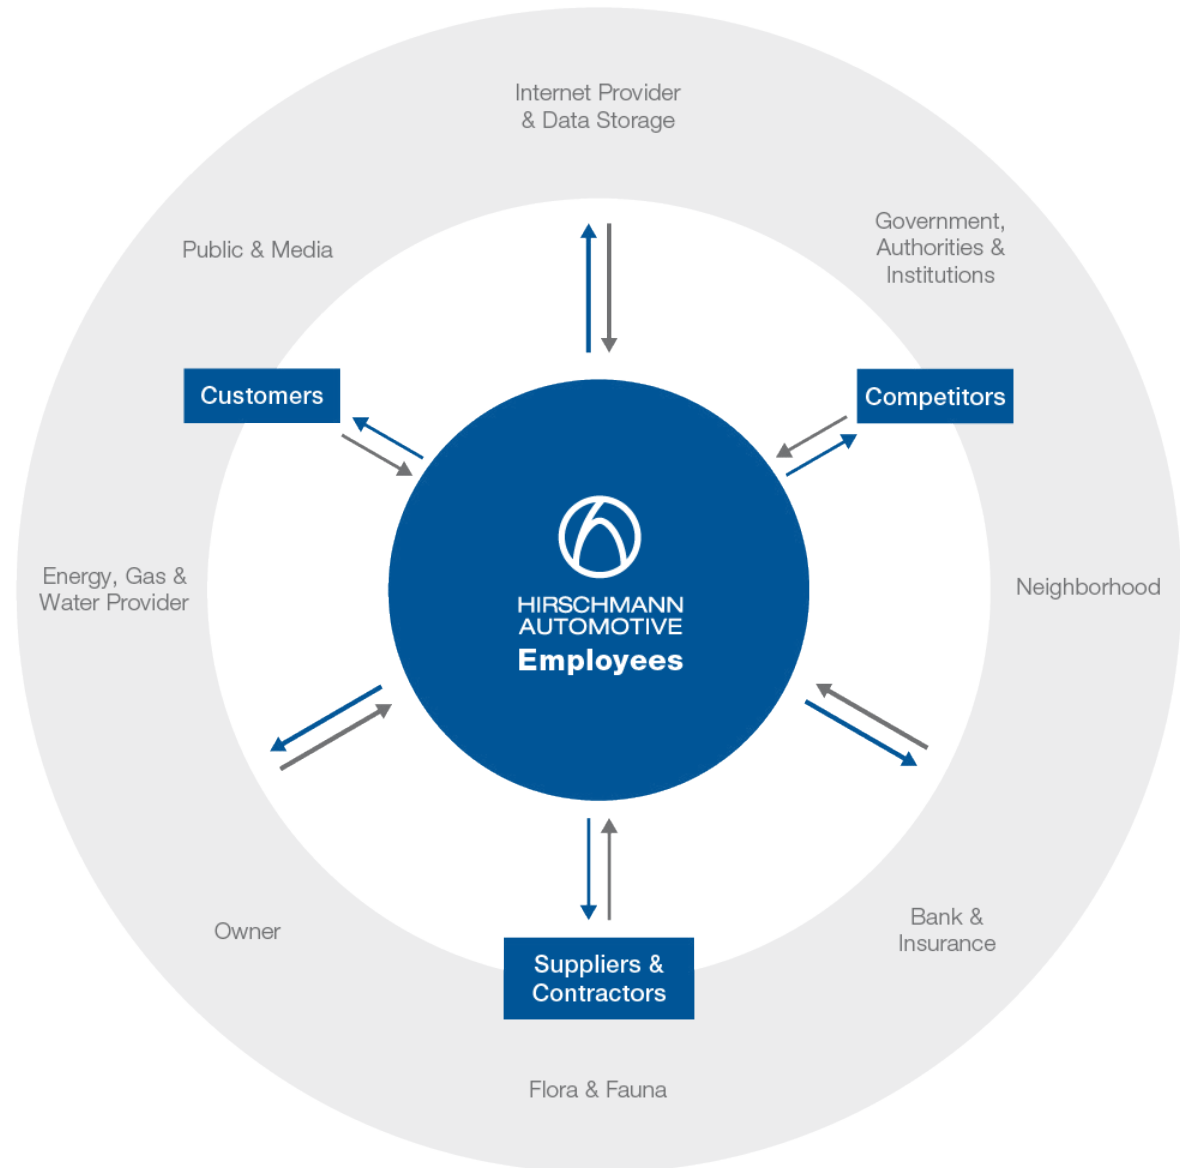 Internet Provider
& Data Storage
Government,
Authorities &
Institutions
Public & Media
Customers
Competitors
HIRSCHMANN
AUTOMOTIVE
Employees
Energy, Gas &
Water Provider
Neighborhood
Owner
Bank &
Insurance
Suppliers &
Contractors
Flora & Fauna